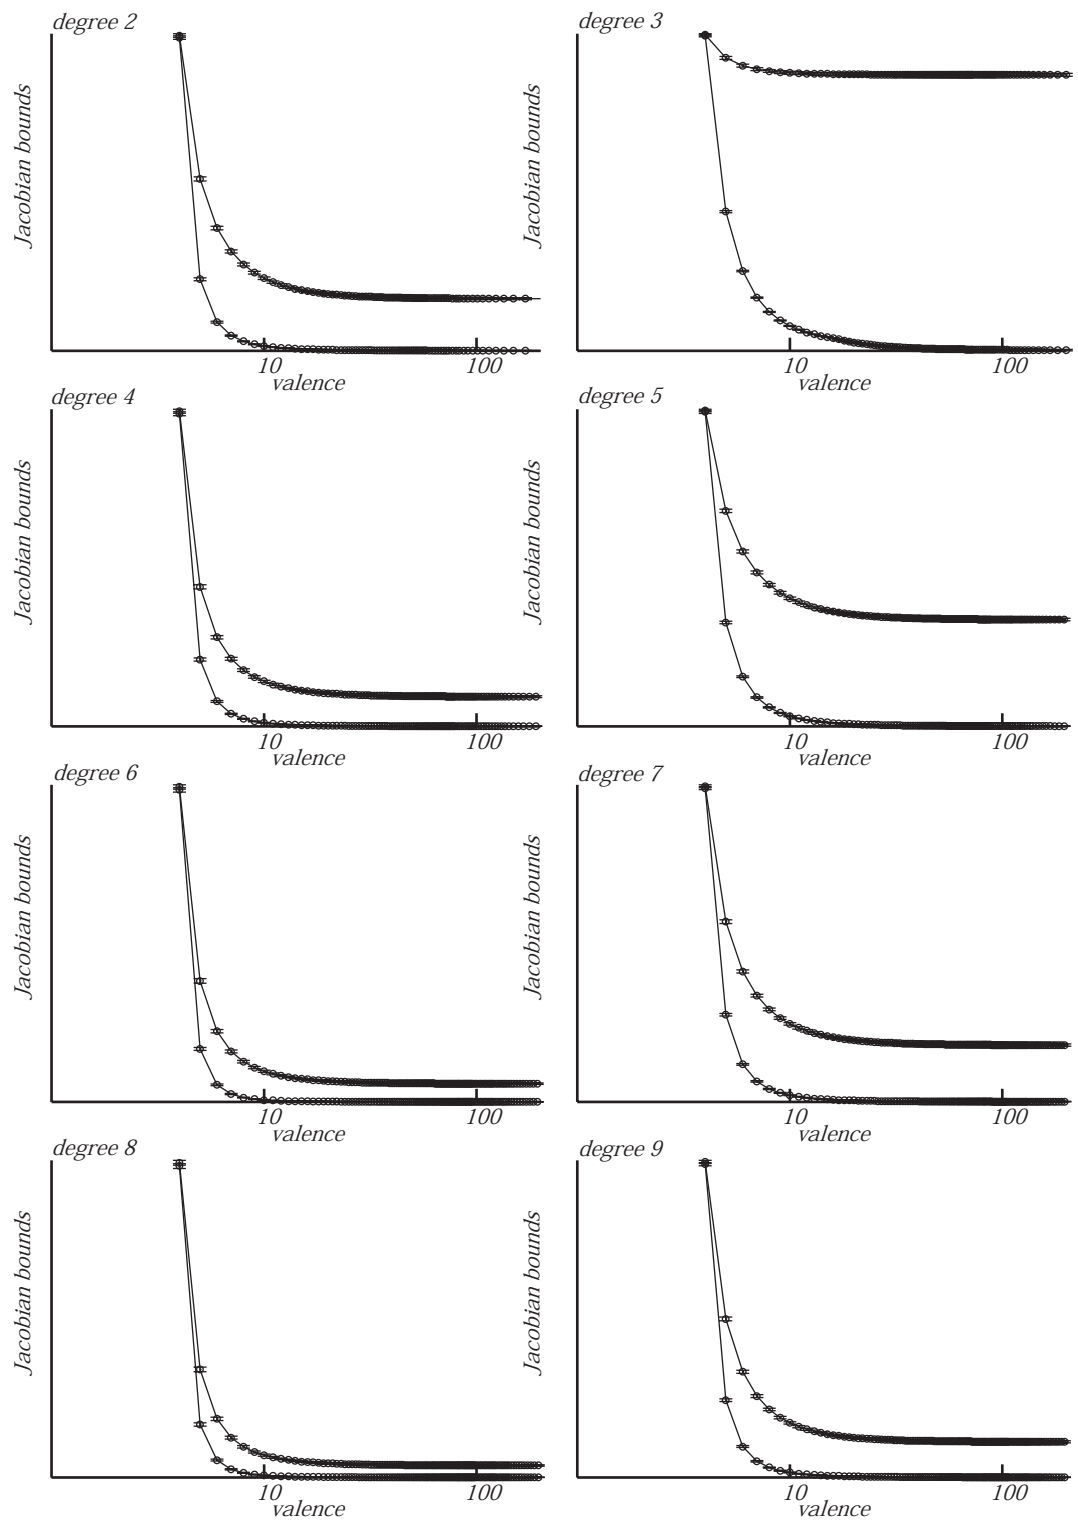 degree 2
Jacobian bounds
10 100
valence
degree 3
Jacobian bounds
10 100
valence
degree 4
Jacobian bounds
10 100
valence
degree 5
Jacobian bounds
10 100
valence
degree 6
Jacobian bounds
10 100
valence
degree 7
Jacobian bounds
10 100
valence
degree 8
Jacobian bounds
10 100
valence
degree 9
Jacobian bounds
10 100
valence